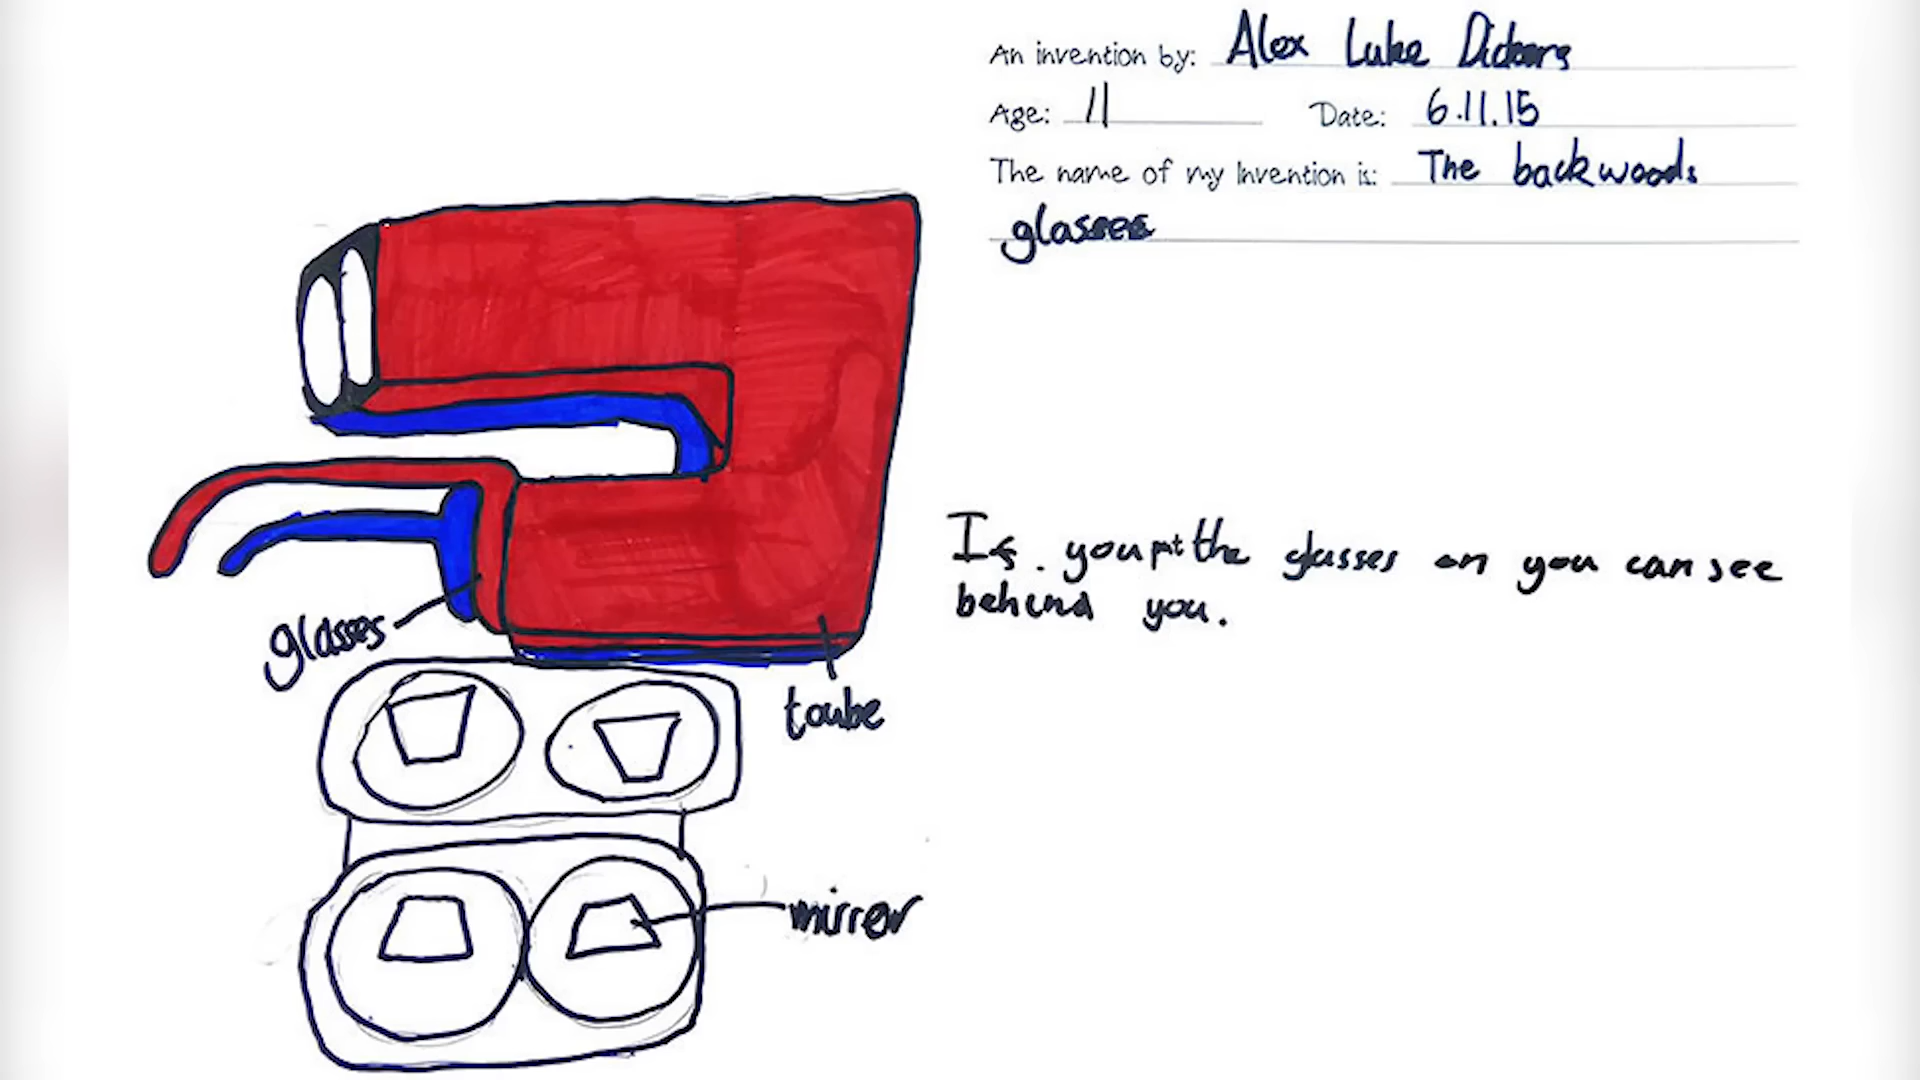 An invention by: Alex Luke Dickens
Age: 11 Date: 6.11.15
The name of my Invention is: The backwoods
glasses
If. you put the glasses on you can see
behind you.
glasses
toube
mirror